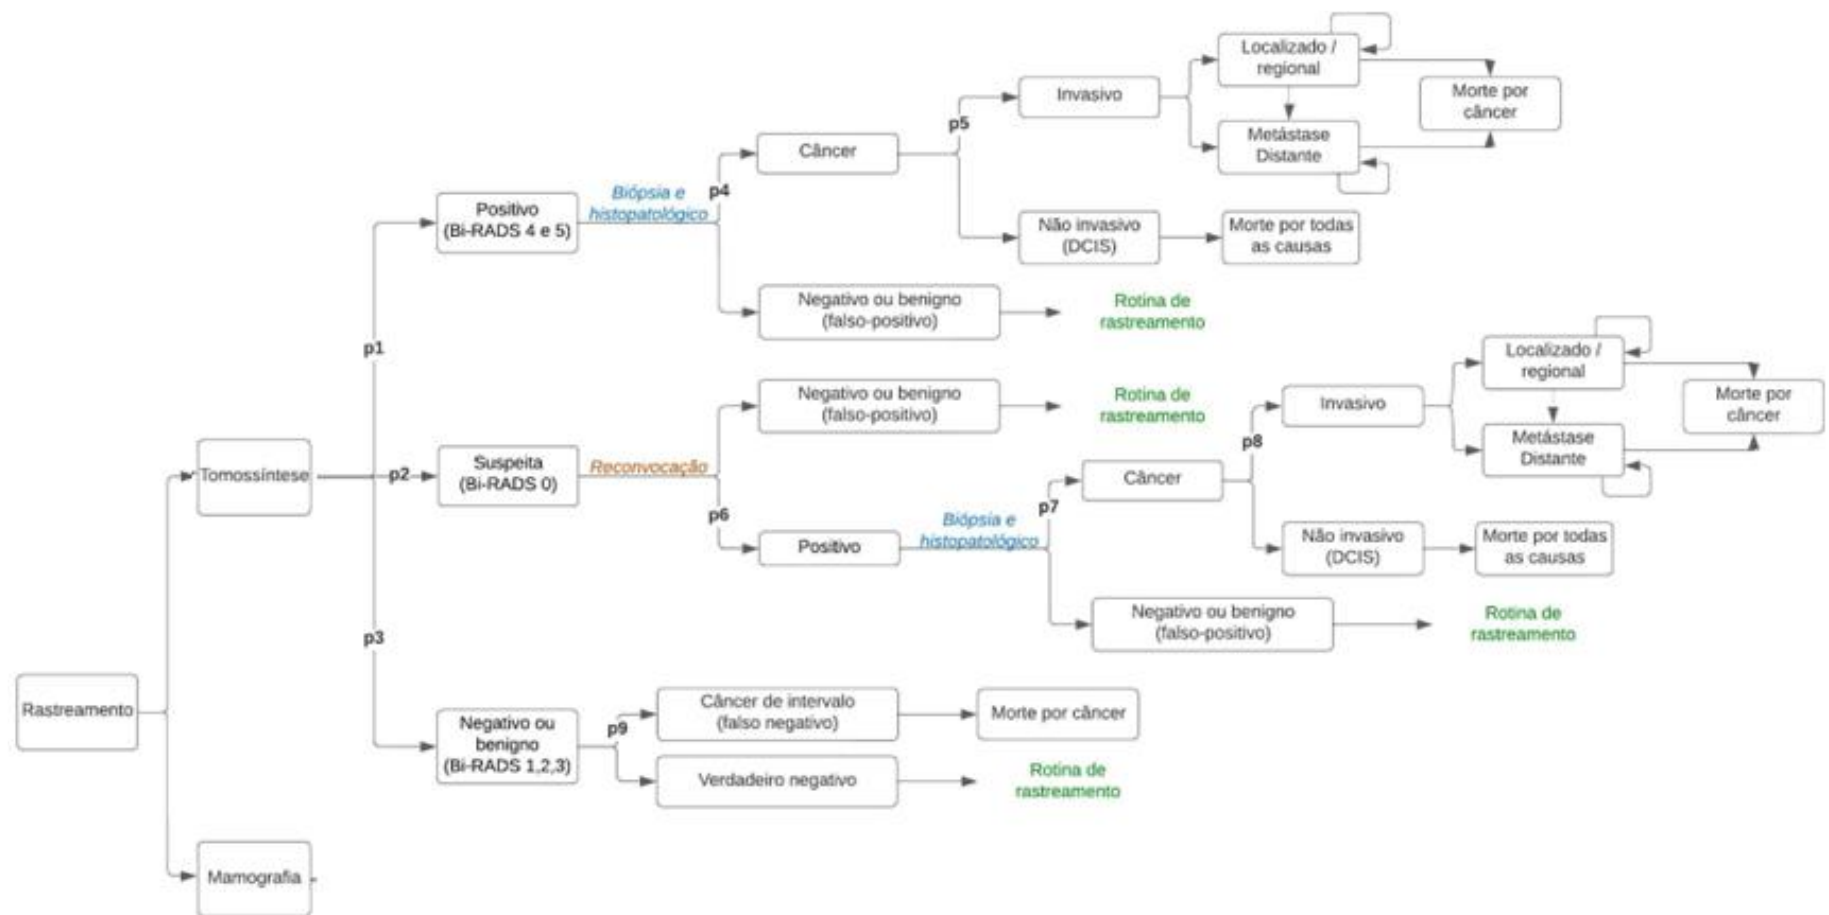 Rastreamento
Tomossíntese
Mamografia
p1
p2
p3
Positivo
(Bi-RADS 4 e 5)
Biópsia e
histopatológico
p4
Câncer
p5
Invasivo
Localizado /
regional
Metástase
Distante
Morte por
câncer
Não invasivo
(DCIS)
Morte por todas
as causas
Negativo ou benigno
(falso-positivo)
Rotina de
rastreamento
Suspeita
(Bi-RADS 0)
Reconvocação
Negativo ou benigno
(falso-positivo)
Rotina de
rastreamento
p6
Positivo
Biópsia e
histopatológico
p7
Câncer
p8
Invasivo
Localizado /
regional
Metástase
Distante
Morte por
câncer
Não invasivo
(DCIS)
Morte por todas
as causas
Negativo ou benigno
(falso-positivo)
Rotina de
rastreamento
Negativo ou
benigno
(Bi-RADS 1,2,3)
p9
Câncer de intervalo
(falso negativo)
Morte por câncer
Verdadeiro negativo
Rotina de
rastreamento